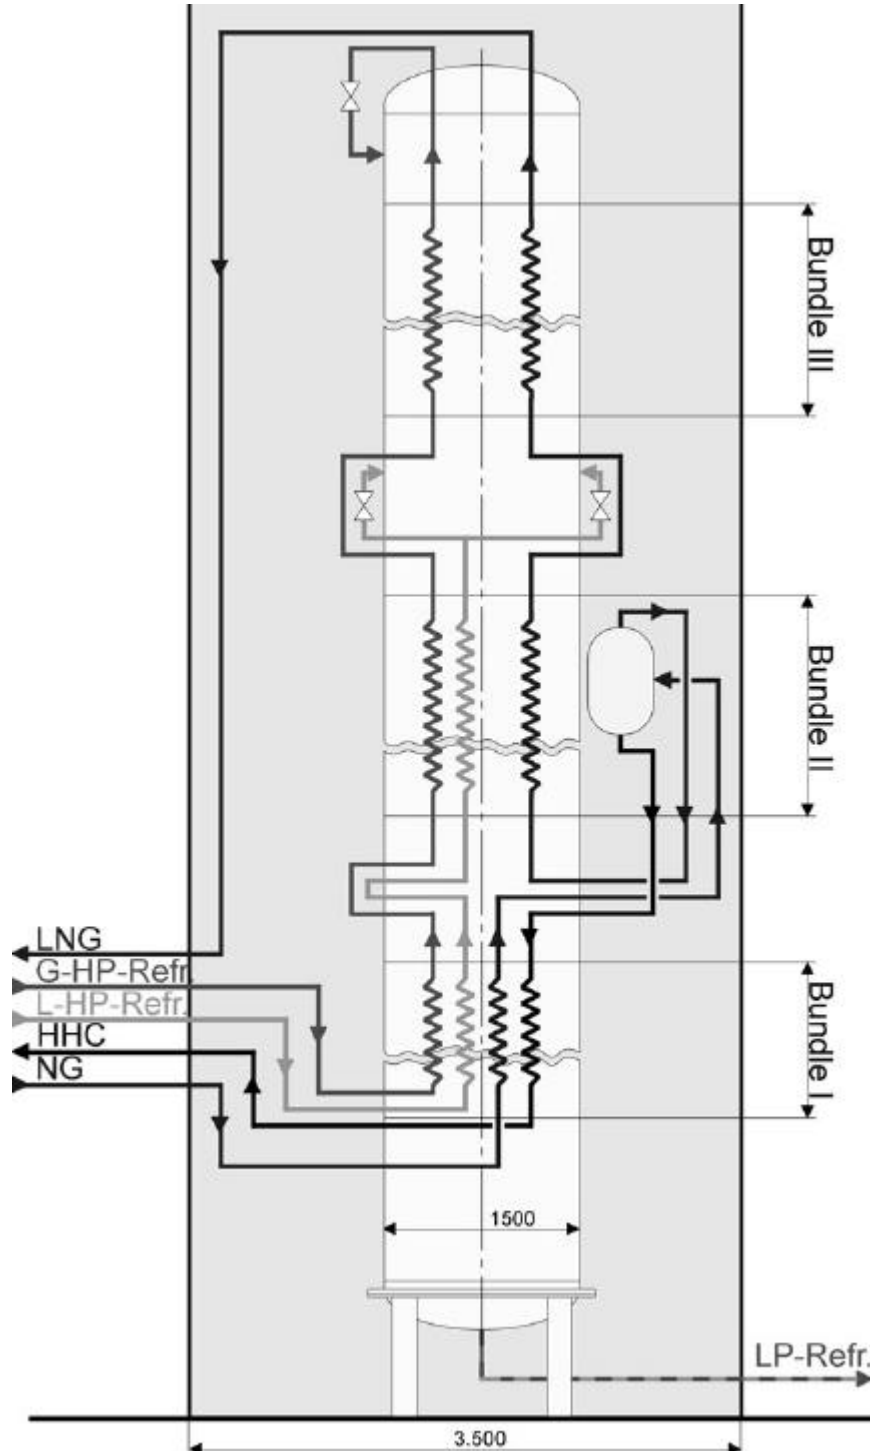 Bundle III
Bundle II
LNG
G-HP-Refr.
L-HP-Refr.
HHC
NG
Bundle I
1500
LP-Refr.
3.500